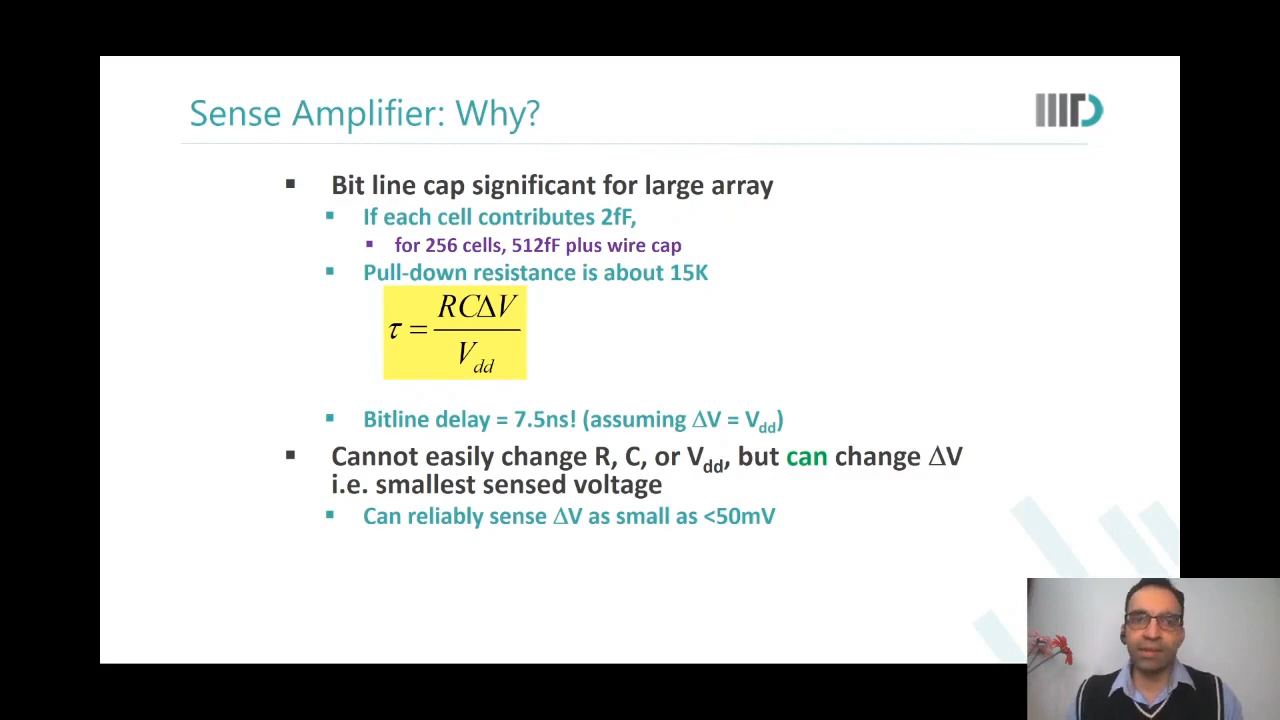 Sense Amplifier: Why?
IIITD
▪ Bit line cap significant for large array
▪ If each cell contributes 2fF,
▪ for 256 cells, 512fF plus wire cap
▪ Pull-down resistance is about 15K
τ = RCΔV / V_dd
▪ Bitline delay = 7.5ns! (assuming ΔV = V_dd)
▪ Cannot easily change R, C, or V_dd, but can change ΔV
i.e. smallest sensed voltage
▪ Can reliably sense ΔV as small as <50mV